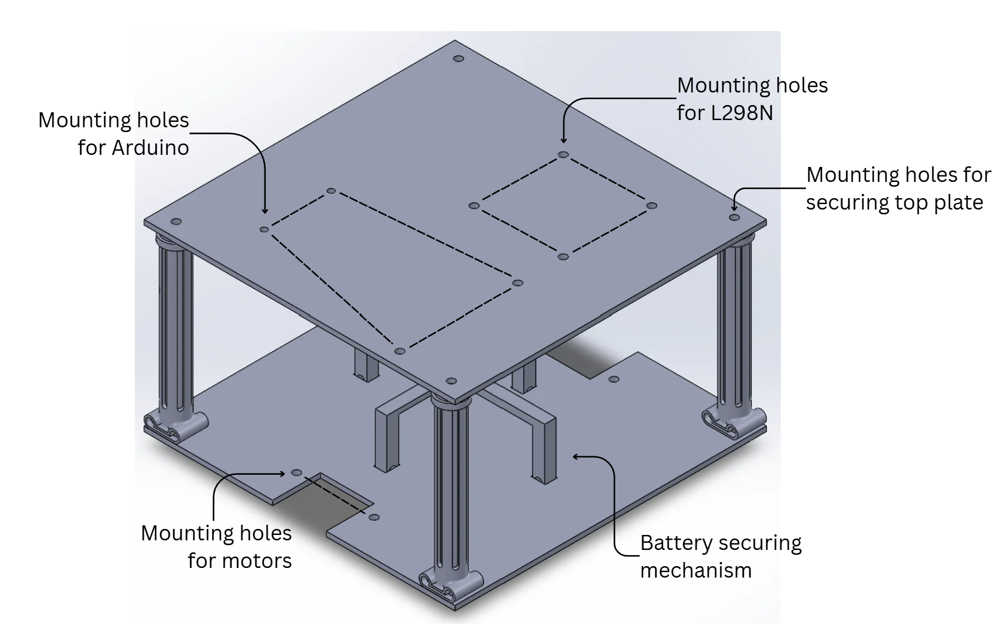 Mounting holes
for L298N
Mounting holes
for Arduino
Mounting holes for
securing top plate
Mounting holes
for motors
Battery securing
mechanism